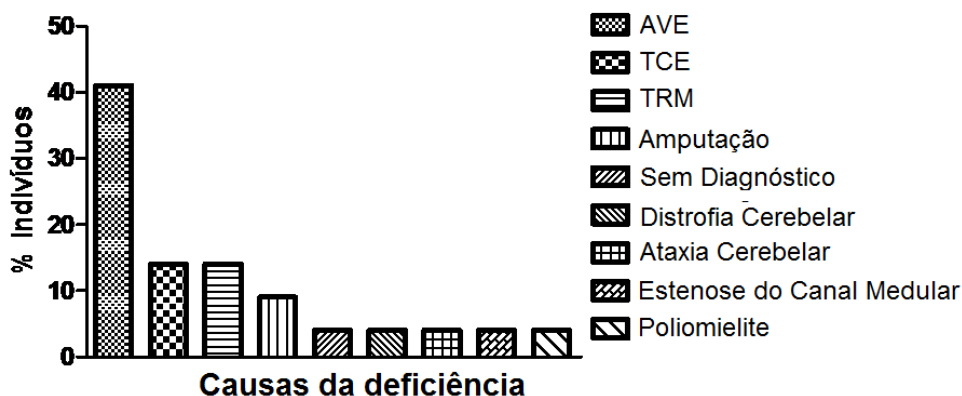 50
40
30
20
10
0
% Indivíduos
Causas da deficiência
AVE
TCE
TRM
Amputação
Sem Diagnóstico
Distrofia Cerebelar
Ataxia Cerebelar
Estenose do Canal Medular
Poliomielite